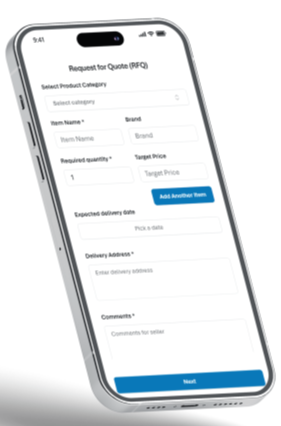 9:41
Request for Quote (RFQ)
Select Product Category
Select category
Item Name * Brand
Item Name Brand
Required quantity * Target Price
1 Target Price
Add Another Item
Expected delivery date
Pick a date
Delivery Address *
Enter delivery address
Comments *
Comments for seller
Next